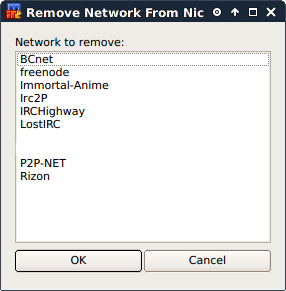 Remove Network From Nic
Network to remove:
BCnet
freenode
Immortal-Anime
Irc2P
IRCHighway
LostIRC
P2P-NET
Rizon
OK
Cancel